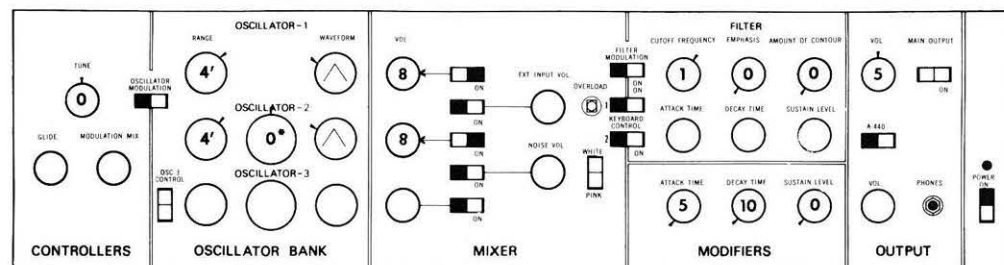 TUNE
0
GLIDE
MODULATION MIX
CONTROLLERS
OSCILLATOR-1
RANGE
WAVEFORM
4'
OSCILLATOR
MODULATION
OSCILLATOR-2
4'
0*
OSCILLATOR-3
OSC 3
CONTROL
OSCILLATOR BANK
VOL
8
ON
EXT INPUT VOL
OVERLOAD
ON
8
ON
NOISE VOL
ON
WHITE
PINK
ON
MIXER
FILTER
FILTER
MODULATION
ON
ON
1
KEYBOARD
CONTROL
2
ON
CUTOFF FREQUENCY
EMPHASIS
AMOUNT OF CONTOUR
1
0
0
ATTACK TIME
DECAY TIME
SUSTAIN LEVEL
ATTACK TIME
DECAY TIME
SUSTAIN LEVEL
5
10
0
MODIFIERS
VOL
MAIN OUTPUT
5
ON
A-440
VOL
PHONES
OUTPUT
POWER
ON